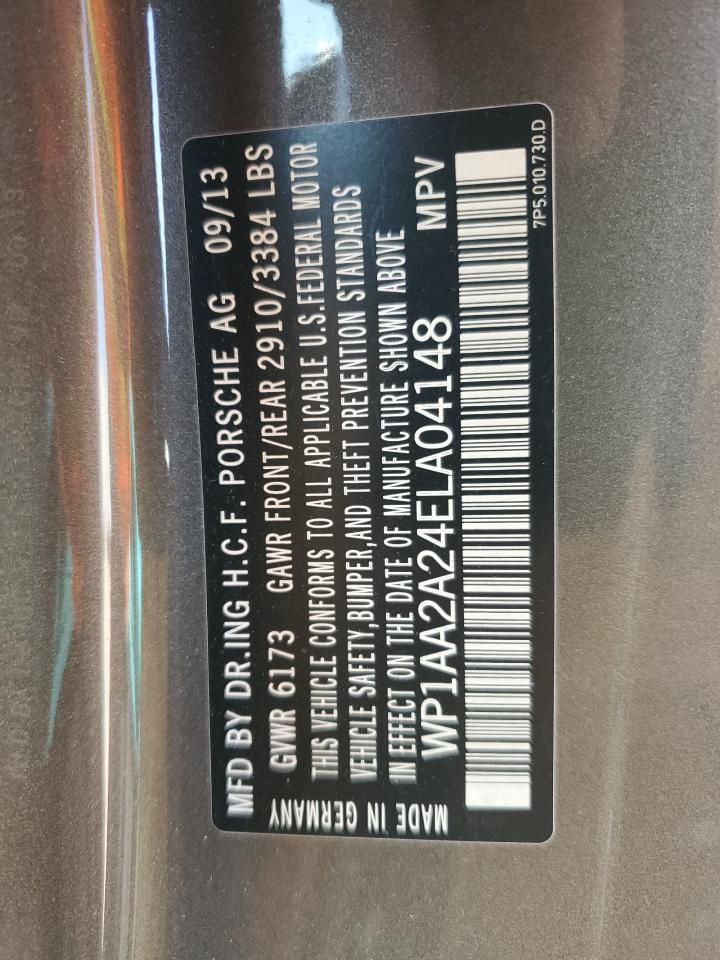 MFD BY DR.ING H.C.F. PORSCHE AG 09/13
GVWR 6173 GAWR FRONT/REAR 2910/3384 LBS
THIS VEHICLE CONFORMS TO ALL APPLICABLE U.S.FEDERAL MOTOR
VEHICLE SAFETY,BUMPER,AND THEFT PREVENTION STANDARDS
IN EFFECT ON THE DATE OF MANUFACTURE SHOWN ABOVE
WP1AA2A24ELA04148 MPV
MADE IN GERMANY
7P5.010.730.D